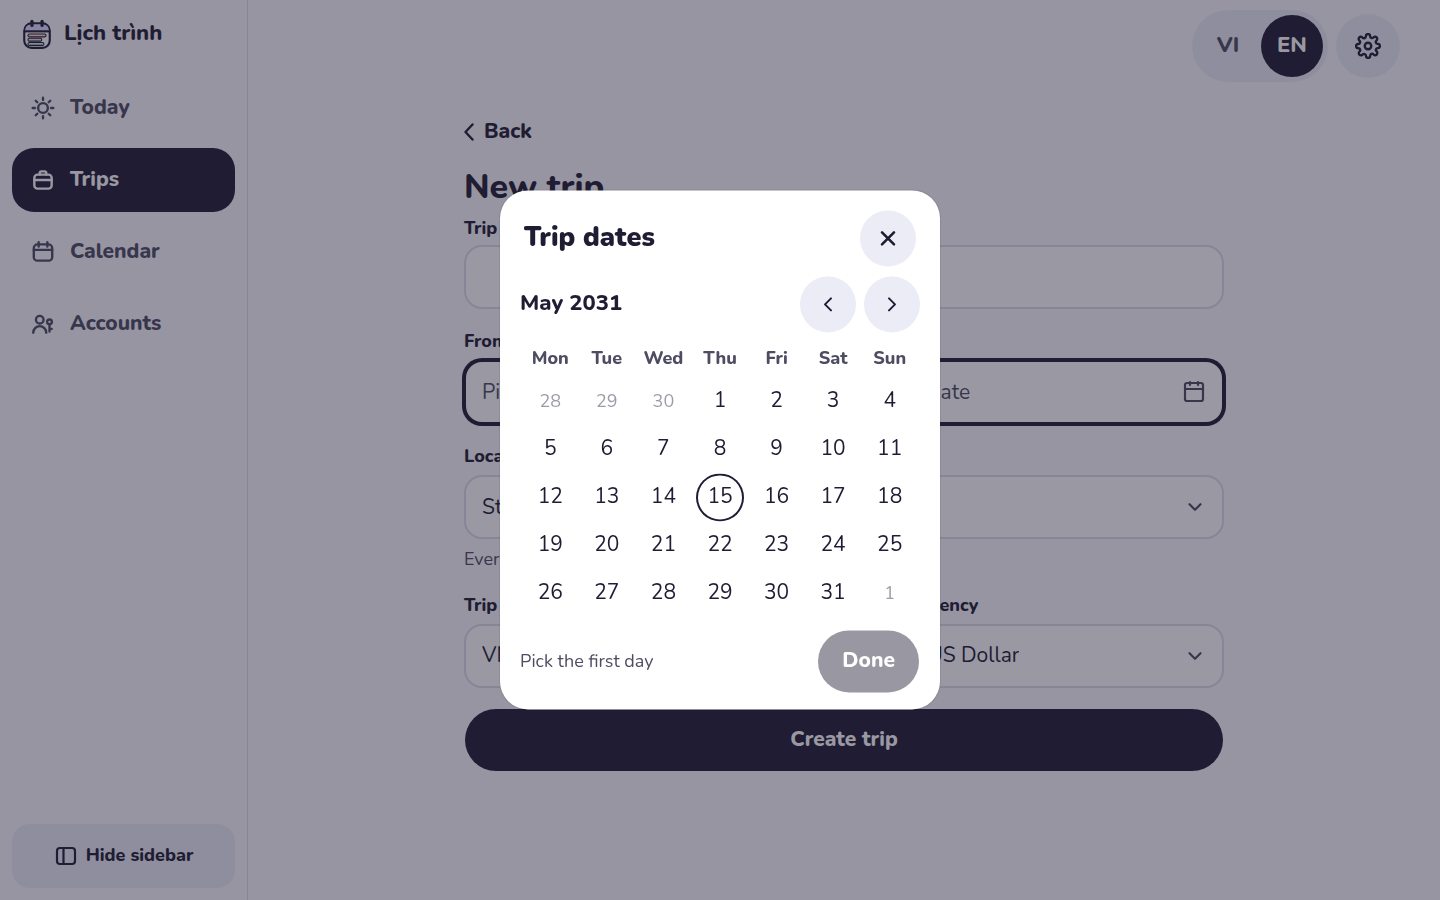 Lịch trình
Today
Trips
Calendar
Accounts
Hide sidebar
VI
EN
Back
New trip
Trip
Trip dates
May 2031
Mon Tue Wed Thu Fri Sat Sun
28 29 30 1 2 3 4
5 6 7 8 9 10 11
12 13 14 15 16 17 18
19 20 21 22 23 24 25
26 27 28 29 30 31 1
Pick the first day
Done
Trip
US Dollar
Create trip